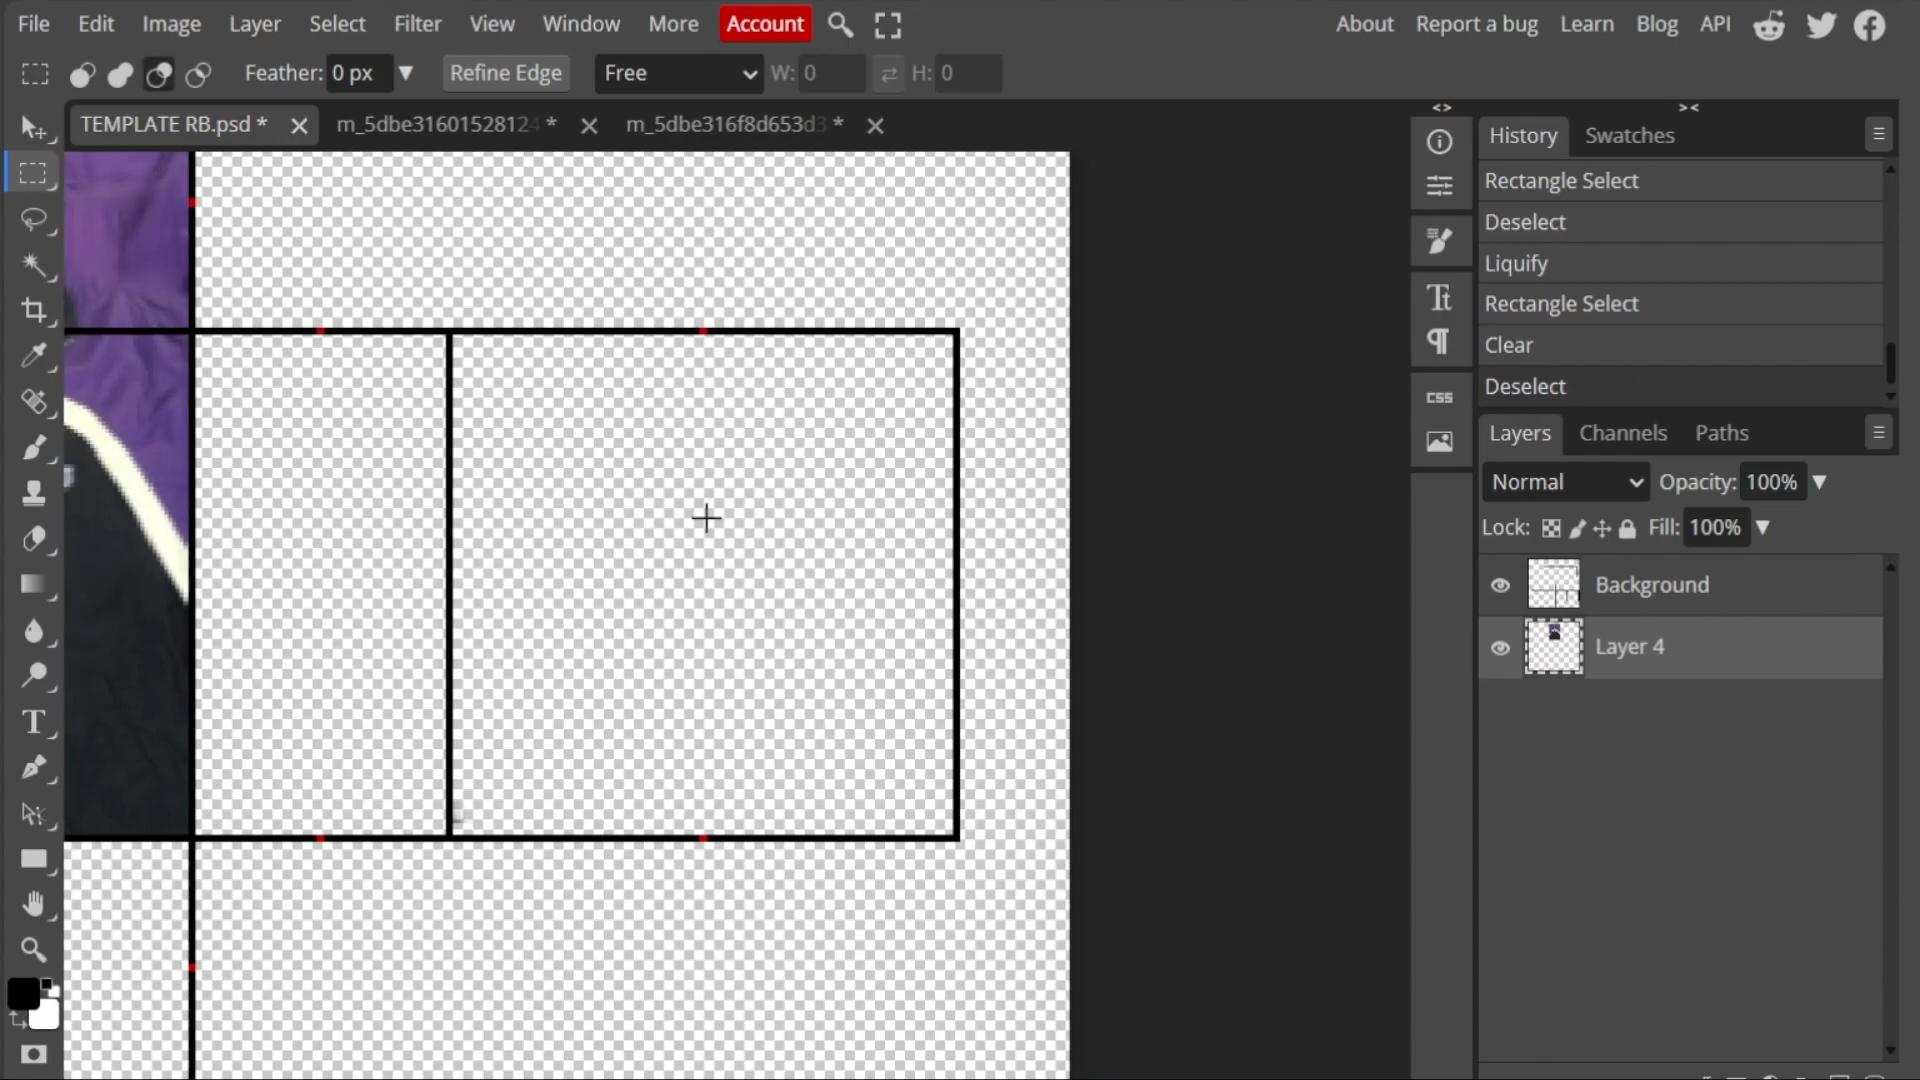 File Edit Image Layer Select Filter View Window More Account About Report a bug Learn Blog API
Feather: 0 px Refine Edge Free W: 0 H: 0
TEMPLATE RB.psd * m_5dbe31601528124 * m_5dbe316f8d653d3 *
History Swatches
Rectangle Select
Deselect
Liquify
Rectangle Select
Clear
Deselect
CSS
Layers Channels Paths
Normal Opacity: 100%
Lock: Fill: 100%
Background
Layer 4